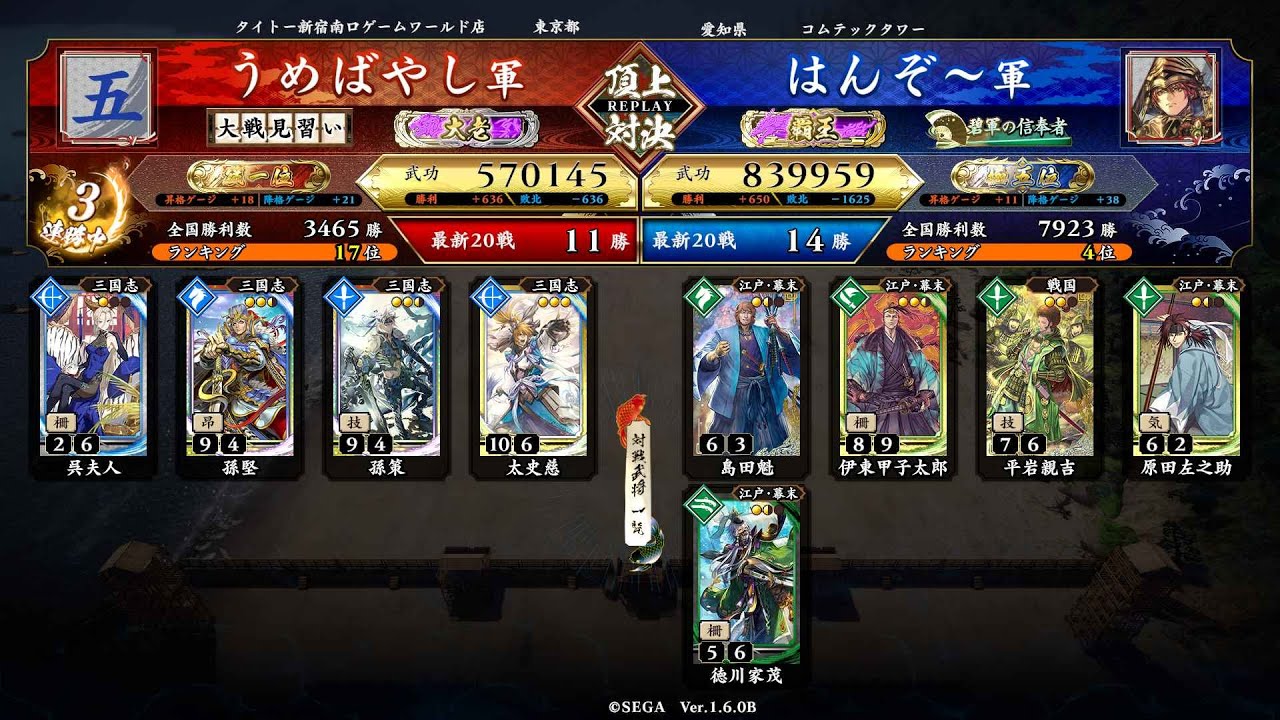 タイトー新宿南口ゲームワールド店 東京都 愛知県 コムテックタワー
五 うめばやし軍 頂上 REPLAY 対決 はんぞ〜軍
大戦見習い 大老 覇王 碧軍の信奉者
3 連勝中
従一位 武功 570145 武功 839959
昇格ゲージ +18 降格ゲージ +21 勝利 +636 敗北 -636 勝利 +650 敗北 -1625 昇格ゲージ +11 降格ゲージ +38
全国勝利数 3465 勝 最新20戦 11 勝 最新20戦 14 勝 全国勝利数 7923 勝
ランキング 17位 ランキング 4位
三国志 三国志 三国志 三国志 江戸・幕末 江戸・幕末 戦国 江戸・幕末
柵 昂 技 柵 技 気
2 6 9 4 9 4 10 6 6 3 8 9 7 6 6 2
呉夫人 孫堅 孫策 太史慈 島田魁 伊東甲子太郎 平岩親吉 原田左之助
対戦武将一覧
江戸・幕末
柵
5 6
徳川家茂
©SEGA Ver.1.6.0B